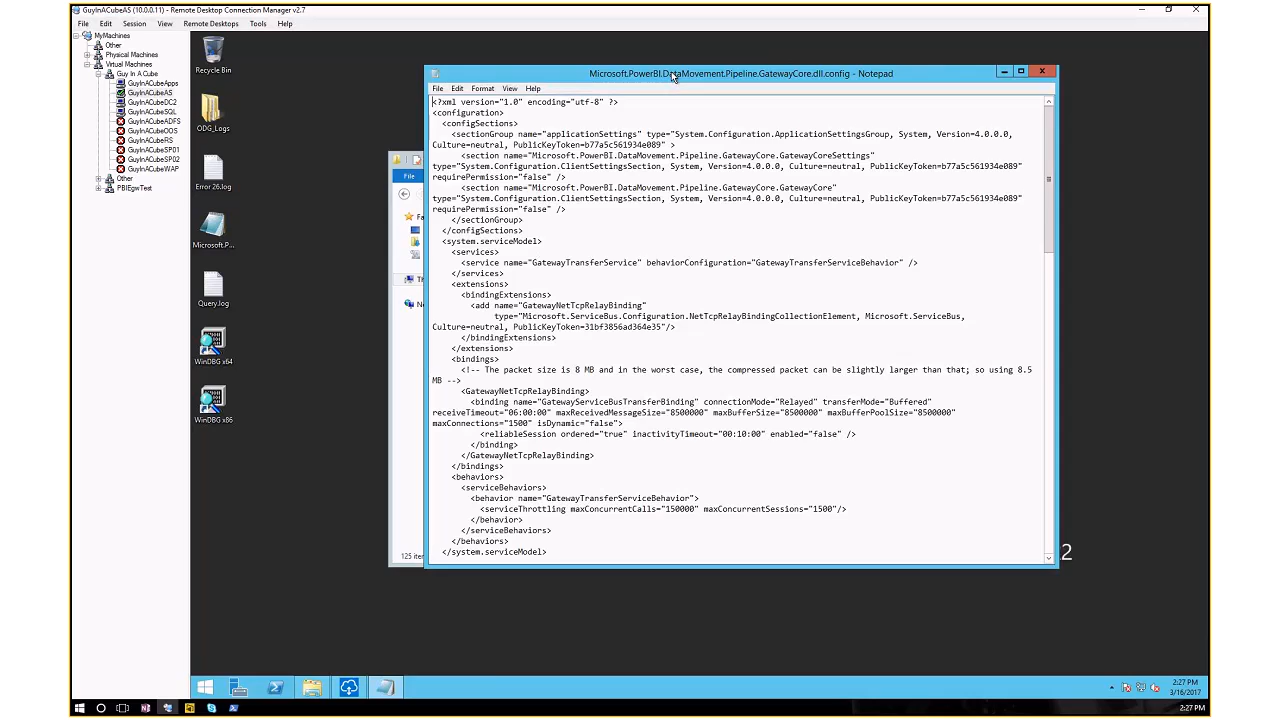 GuyInACubeAS (10.0.0.11) - Remote Desktop Connection Manager v2.7
File Edit Session View Remote Desktops Tools Help
MyMachines
Other
Physical Machines
Virtual Machines
Guy In A Cube
GuyInACubeApps
GuyInACubeAS
GuyInACubeDC2
GuyInACubeSQL
GuyInACubeADFS
GuyInACubeODS
GuyInACubeRS
GuyInACubeSP01
GuyInACubeSP02
GuyInACubeWAP
Other
PBIEgwTest
Recycle Bin
ODG_Logs
Error 26.log
Microsoft.P...
Query.log
WinDBG x64
WinDBG x86
File
Fa
Th
125 iter
Microsoft.PowerBI.DataMovement.Pipeline.GatewayCore.dll.config - Notepad
File Edit Format View Help
<?xml version="1.0" encoding="utf-8" ?>
<configuration>
<configSections>
<sectionGroup name="applicationSettings" type="System.Configuration.ApplicationSettingsGroup, System, Version=4.0.0.0,
Culture=neutral, PublicKeyToken=b77a5c561934e089" >
<section name="Microsoft.PowerBI.DataMovement.Pipeline.GatewayCore.GatewayCoreSettings"
type="System.Configuration.ClientSettingsSection, System, Version=4.0.0.0, Culture=neutral, PublicKeyToken=b77a5c561934e089"
requirePermission="false" />
<section name="Microsoft.PowerBI.DataMovement.Pipeline.GatewayCore.GatewayCore"
type="System.Configuration.ClientSettingsSection, System, Version=4.0.0.0, Culture=neutral, PublicKeyToken=b77a5c561934e089"
requirePermission="false" />
</sectionGroup>
</configSections>
<system.serviceModel>
<services>
<service name="GatewayTransferService" behaviorConfiguration="GatewayTransferServiceBehavior" />
</services>
<extensions>
<bindingExtensions>
<add name="GatewayNetTcpRelayBinding"
type="Microsoft.ServiceBus.Configuration.NetTcpRelayBindingCollectionElement, Microsoft.ServiceBus,
Culture=neutral, PublicKeyToken=31bf3856ad364e35"/>
</bindingExtensions>
</extensions>
<bindings>
<!-- The packet size is 8 MB and in the worst case, the compressed packet can be slightly larger than that; so using 8.5
MB -->
<GatewayNetTcpRelayBinding>
<binding name="GatewayServiceBusTransferBinding" connectionMode="Relayed" transferMode="Buffered"
receiveTimeout="06:00:00" maxReceivedMessageSize="8500000" maxBufferSize="8500000" maxBufferPoolSize="8500000"
maxConnections="1500" isDynamic="false">
<reliableSession ordered="true" inactivityTimeout="00:10:00" enabled="false" />
</binding>
</GatewayNetTcpRelayBinding>
</bindings>
<behaviors>
<serviceBehaviors>
<behavior name="GatewayTransferServiceBehavior">
<serviceThrottling maxConcurrentCalls="150000" maxConcurrentSessions="1500"/>
</behavior>
</serviceBehaviors>
</behaviors>
</system.serviceModel>
2
2:27 PM
3/16/2017
2:27 PM